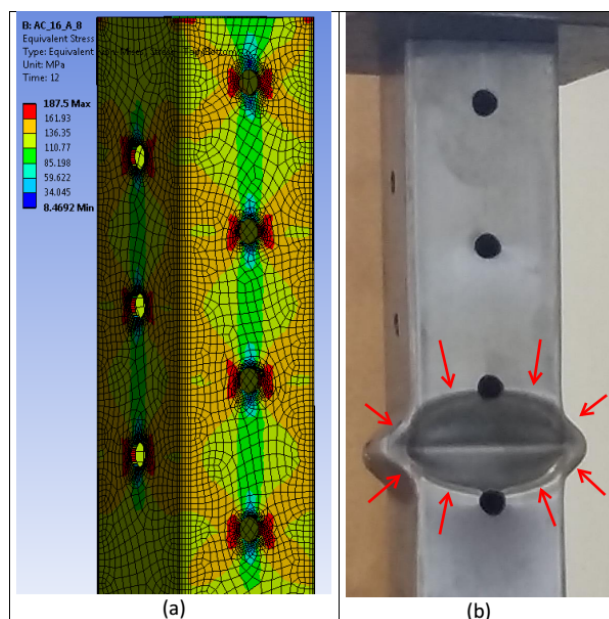 B: AC_16_A_8
Equivalent Stress
Type: Equivalent
Unit: MPa
Time: 12
187.5 Max
161.93
136.35
110.77
85.198
59.622
34.045
8.4692 Min
(a)
(b)